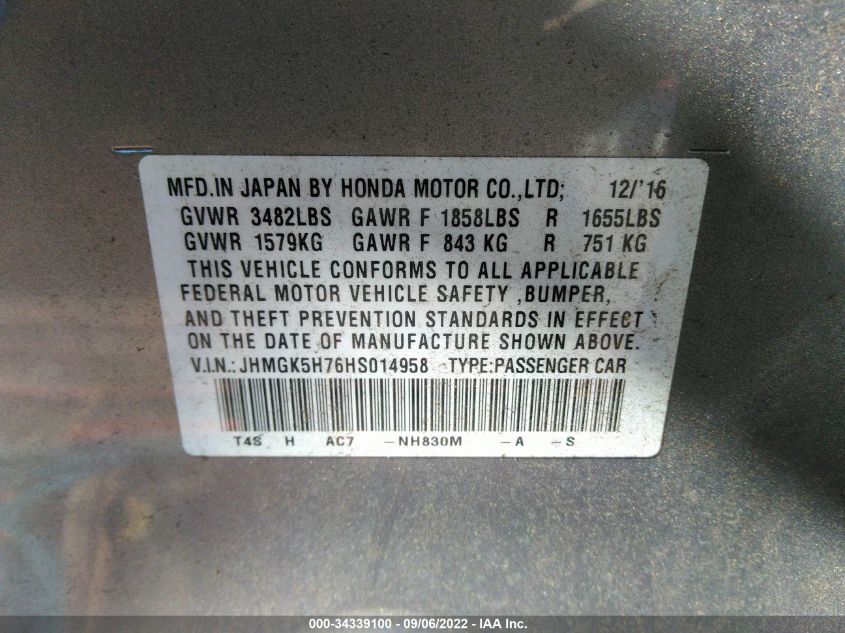 MFD.IN JAPAN BY HONDA MOTOR CO.,LTD; 12/'16
GVWR 3482LBS GAWR F 1858LBS R 1655LBS
GVWR 1579KG GAWR F 843 KG R 751 KG
THIS VEHICLE CONFORMS TO ALL APPLICABLE
FEDERAL MOTOR VEHICLE SAFETY ,BUMPER,
AND THEFT PREVENTION STANDARDS IN EFFECT
ON THE DATE OF MANUFACTURE SHOWN ABOVE.
V.I.N.: JHMGK5H76HS014958 TYPE:PASSENGER CAR
T4S H AC7 -NH830M -A -S
000-34339100 - 09/06/2022 - IAA Inc.